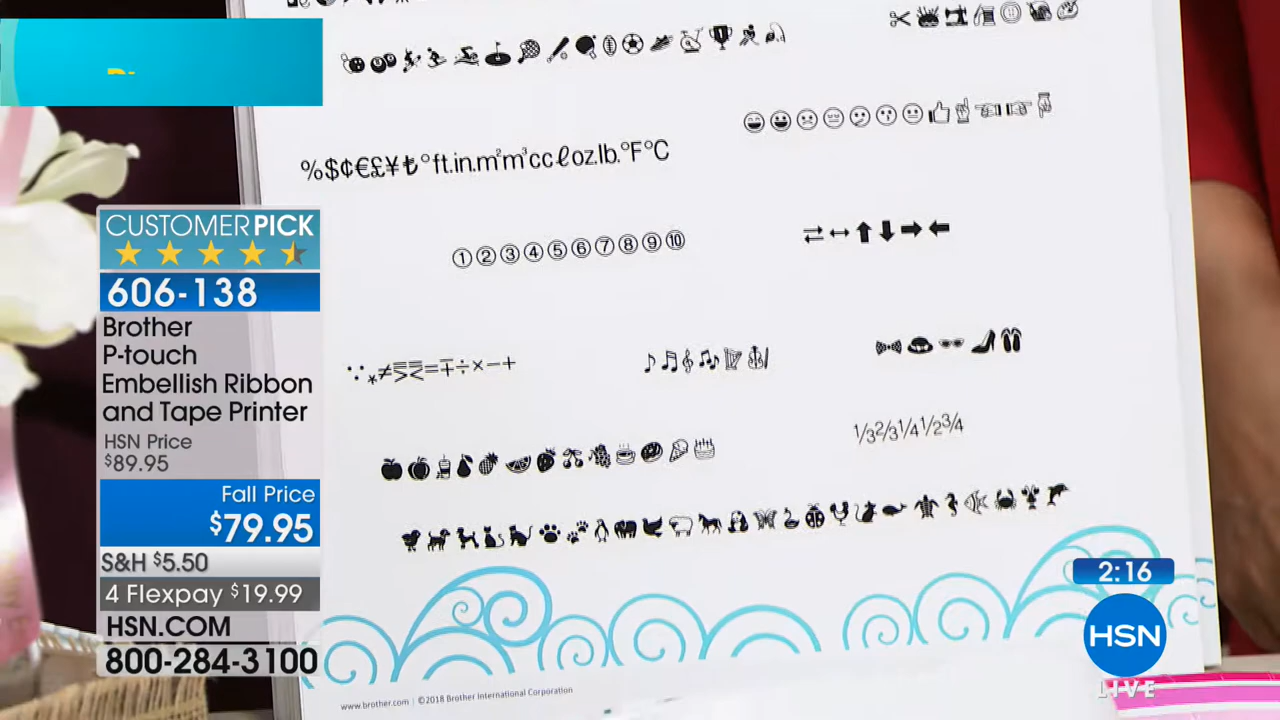 %$¢€£¥₺°ft.in.m²m³ccℓoz.lb.°F°C
①②③④⑤⑥⑦⑧⑨⑩
⇄↔⬆⬇➡⬅
=∓÷×−+
⅓⅔¼½¾
www.brother.com | ©2018 Brother International Corporation
CUSTOMER PICK
606-138
Brother
P-touch
Embellish Ribbon
and Tape Printer
HSN Price
$89.95
Fall Price
$79.95
S&H $5.50
4 Flexpay $19.99
HSN.COM
800-284-3100
2:16
HSN
LIVE